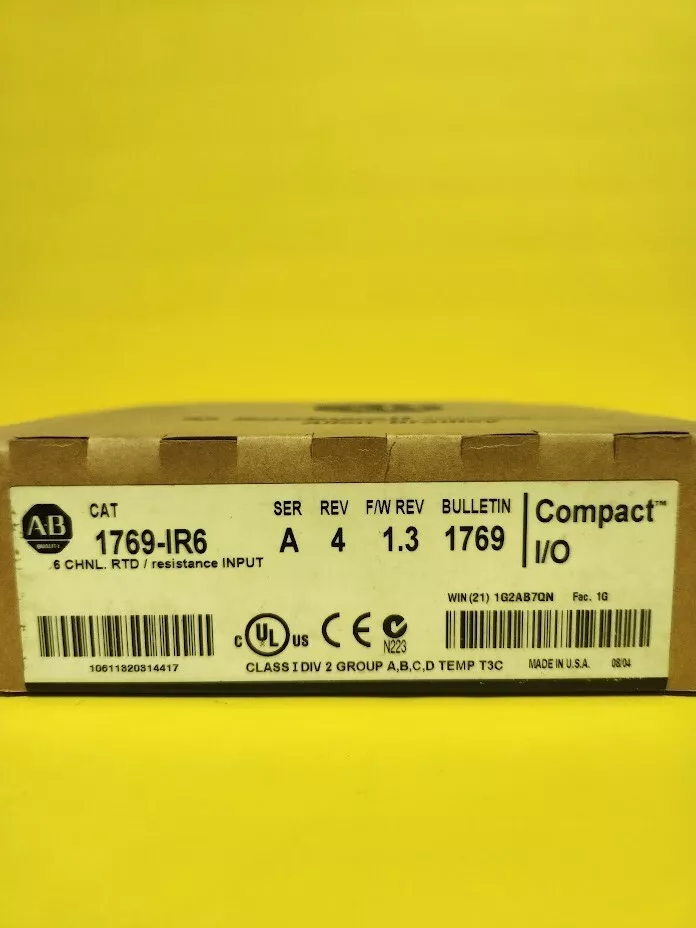 A-B
QUALITY
CAT
1769-IR6
6 CHNL. RTD / resistance INPUT
SER REV F/W REV BULLETIN
A 4 1.3 1769
Compact™
I/O
WIN (21) 1G2AB7QN Fac. 1G
10611320314417
c UL US CE N223
CLASS I DIV 2 GROUP A,B,C,D TEMP T3C
MADE IN U.S.A. 08/04